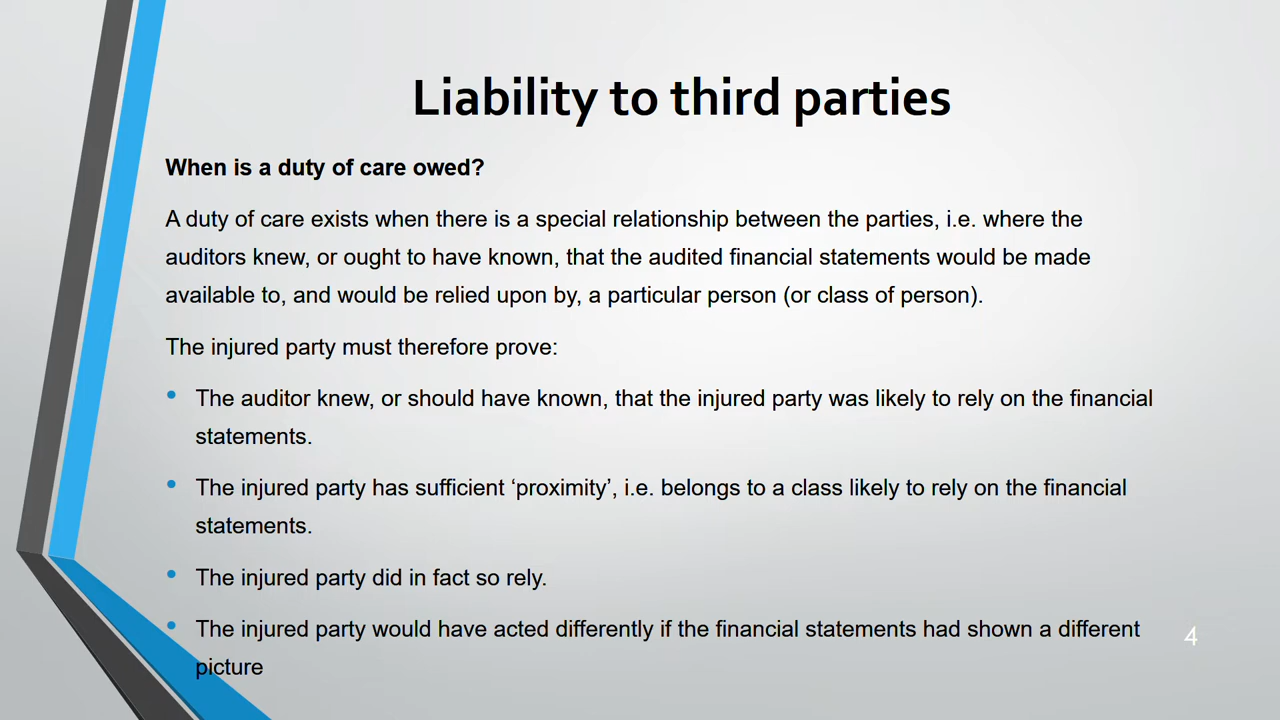 Liability to third parties
When is a duty of care owed?
A duty of care exists when there is a special relationship between the parties, i.e. where the
auditors knew, or ought to have known, that the audited financial statements would be made
available to, and would be relied upon by, a particular person (or class of person).
The injured party must therefore prove:
• The auditor knew, or should have known, that the injured party was likely to rely on the financial
statements.
• The injured party has sufficient ‘proximity’, i.e. belongs to a class likely to rely on the financial
statements.
• The injured party did in fact so rely.
• The injured party would have acted differently if the financial statements had shown a different
picture
4